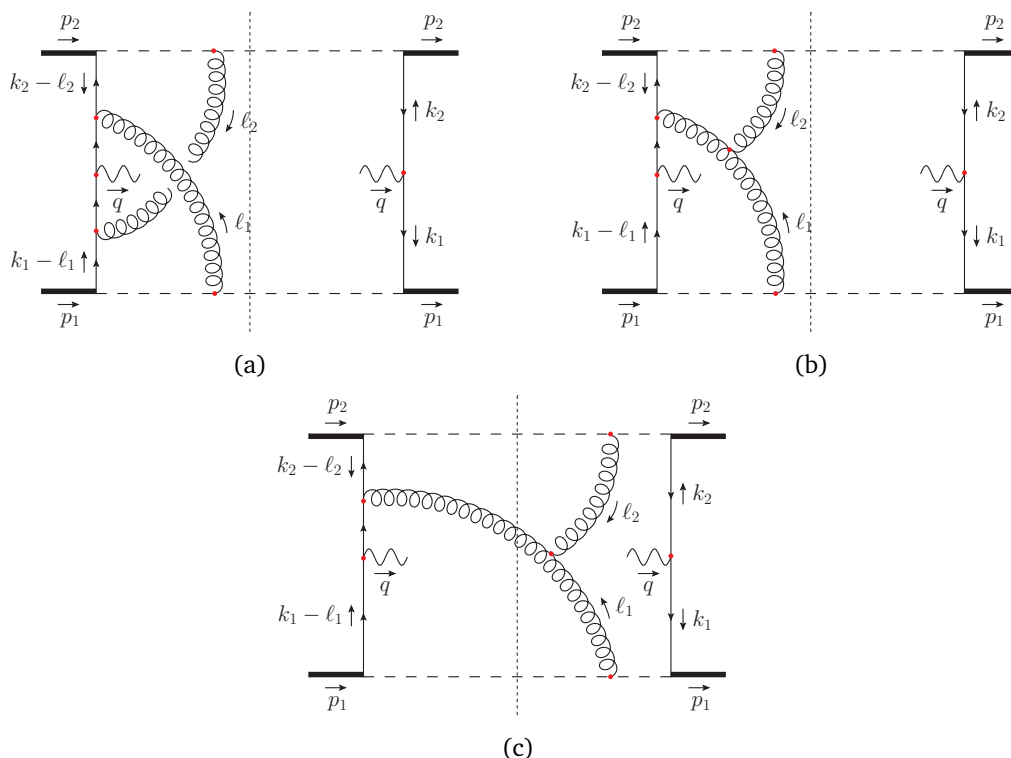 p₂ p₂ p₂ p₂
k₂ − ℓ₂ ℓ₂ k₂ k₂ − ℓ₂ ℓ₂ k₂
q q q q
k₁ − ℓ₁ ℓ₁ k₁ k₁ − ℓ₁ ℓ₁ k₁
p₁ p₁ p₁ p₁
(a) (b)
p₂ p₂
k₂ − ℓ₂ ℓ₂ k₂
q q
k₁ − ℓ₁ ℓ₁ k₁
p₁ p₁
(c)